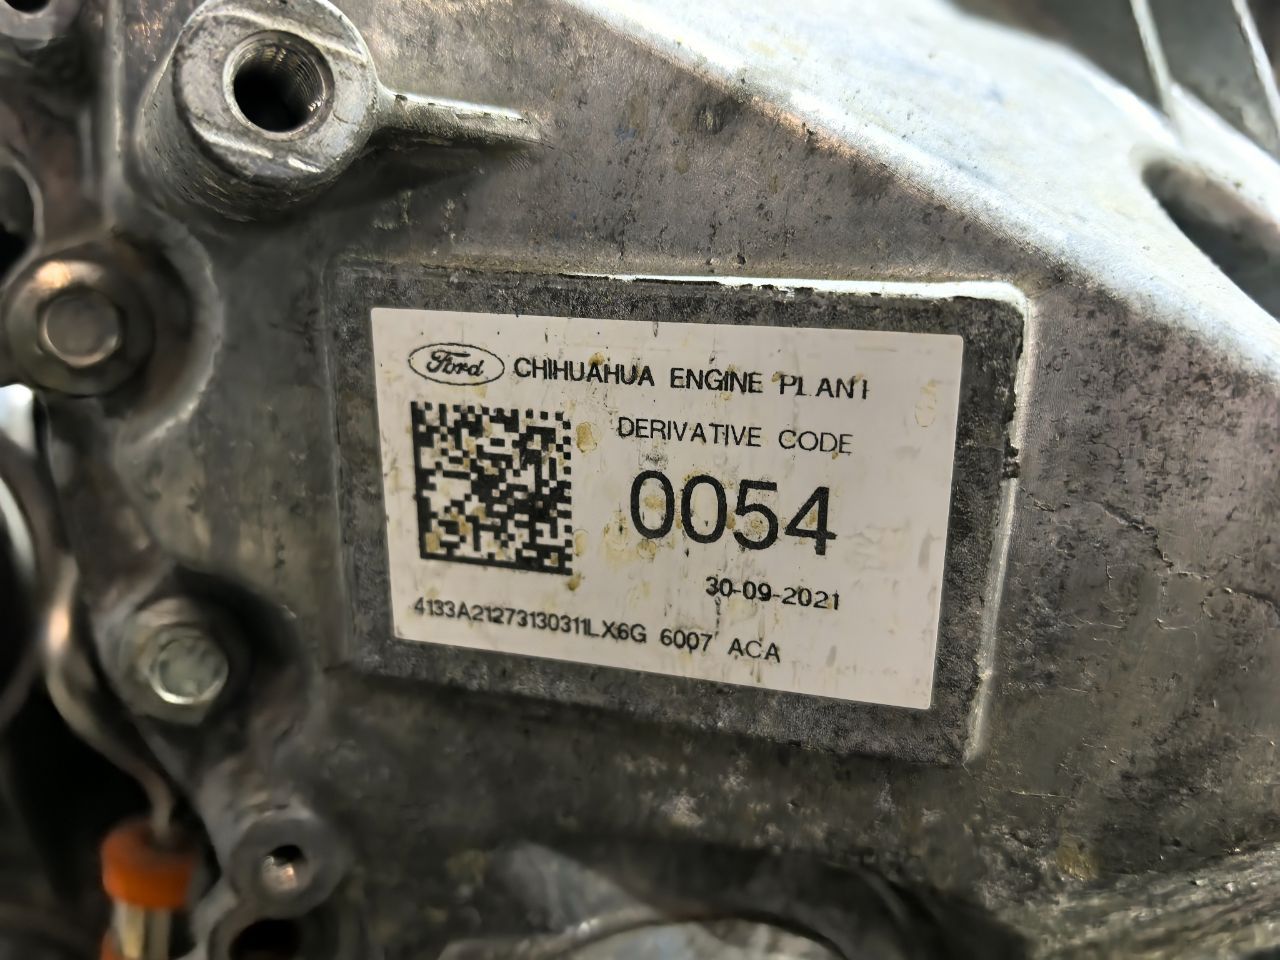 Ford CHIHUAHUA ENGINE PLANT
DERIVATIVE CODE
0054
30-09-2021
4133A21273130311LX6G 6007 ACA